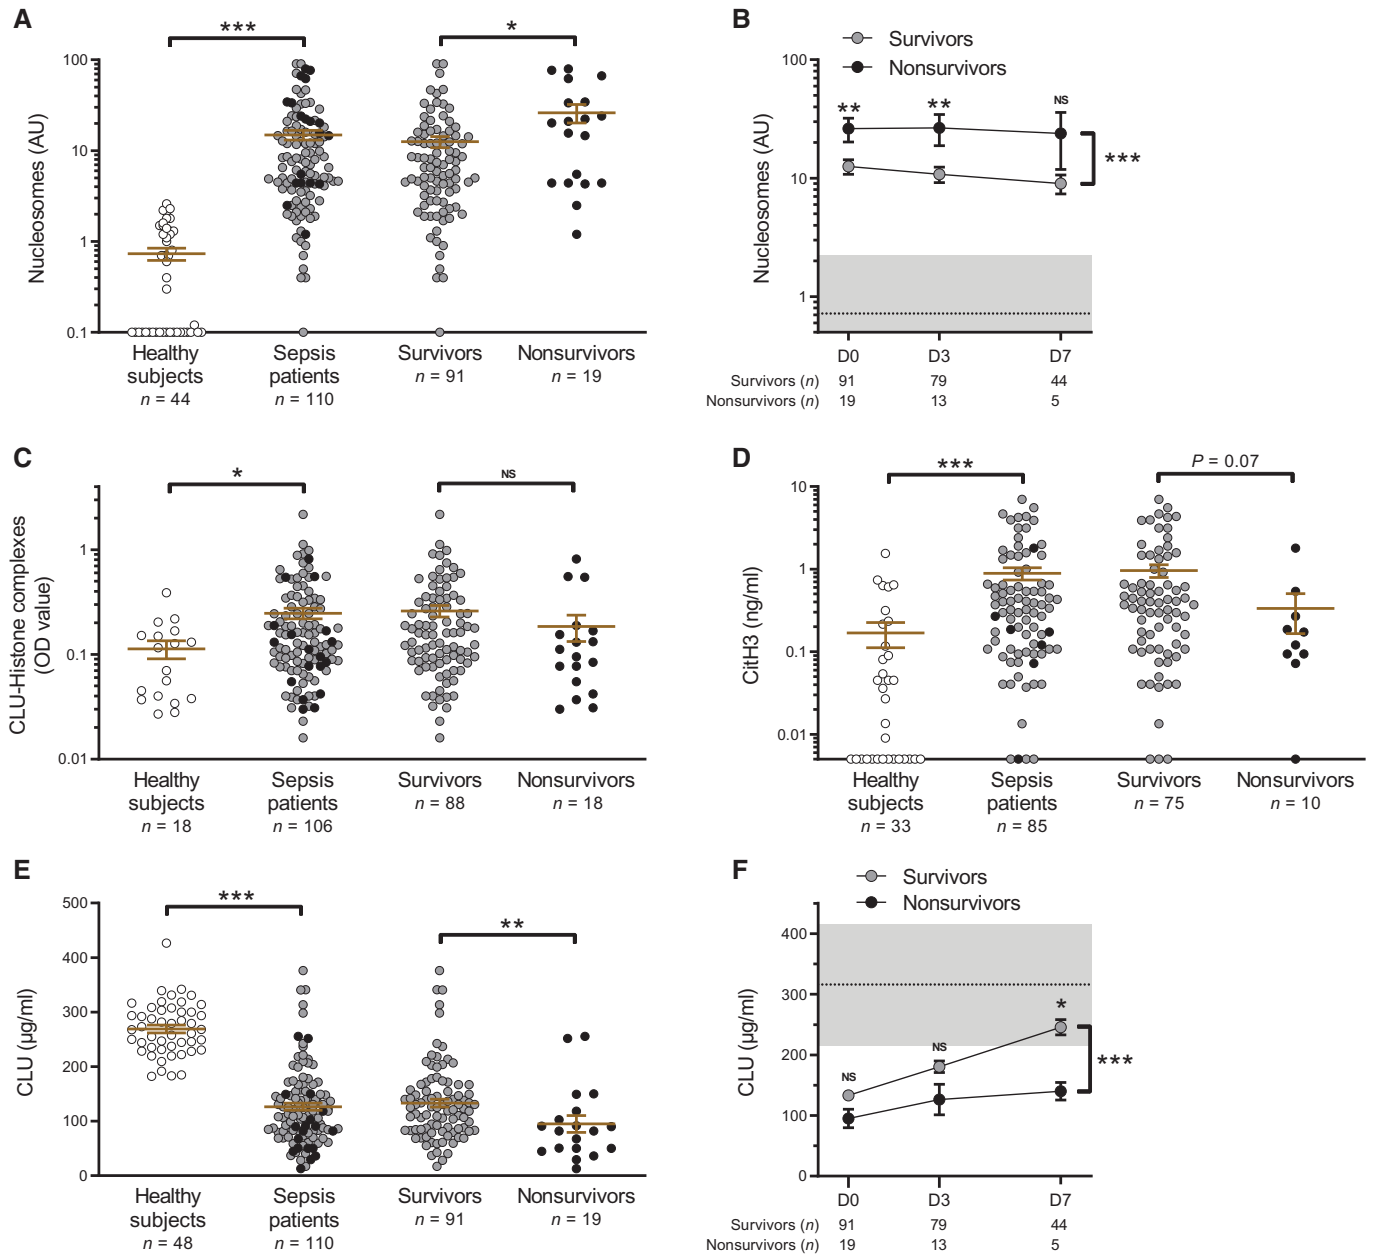 A
***
*
Nucleosomes (AU)
100
10
1
0.1
Healthy
subjects
n = 44
Sepsis
patients
n = 110
Survivors
n = 91
Nonsurvivors
n = 19
B
Survivors
Nonsurvivors
Nucleosomes (AU)
100
10
1
**
**
NS
***
D0
D3
D7
Survivors (n) 91 79 44
Nonsurvivors (n) 19 13 5
C
*
NS
CLU-Histone complexes
(OD value)
1
0.1
0.01
Healthy
subjects
n = 18
Sepsis
patients
n = 106
Survivors
n = 88
Nonsurvivors
n = 18
D
***
P = 0.07
CitH3 (ng/ml)
10
1
0.1
0.01
Healthy
subjects
n = 33
Sepsis
patients
n = 85
Survivors
n = 75
Nonsurvivors
n = 10
E
***
**
CLU (µg/ml)
500
400
300
200
100
0
Healthy
subjects
n = 48
Sepsis
patients
n = 110
Survivors
n = 91
Nonsurvivors
n = 19
F
Survivors
Nonsurvivors
CLU (µg/ml)
400
300
200
100
0
NS
NS
*
***
D0
D3
D7
Survivors (n) 91 79 44
Nonsurvivors (n) 19 13 5